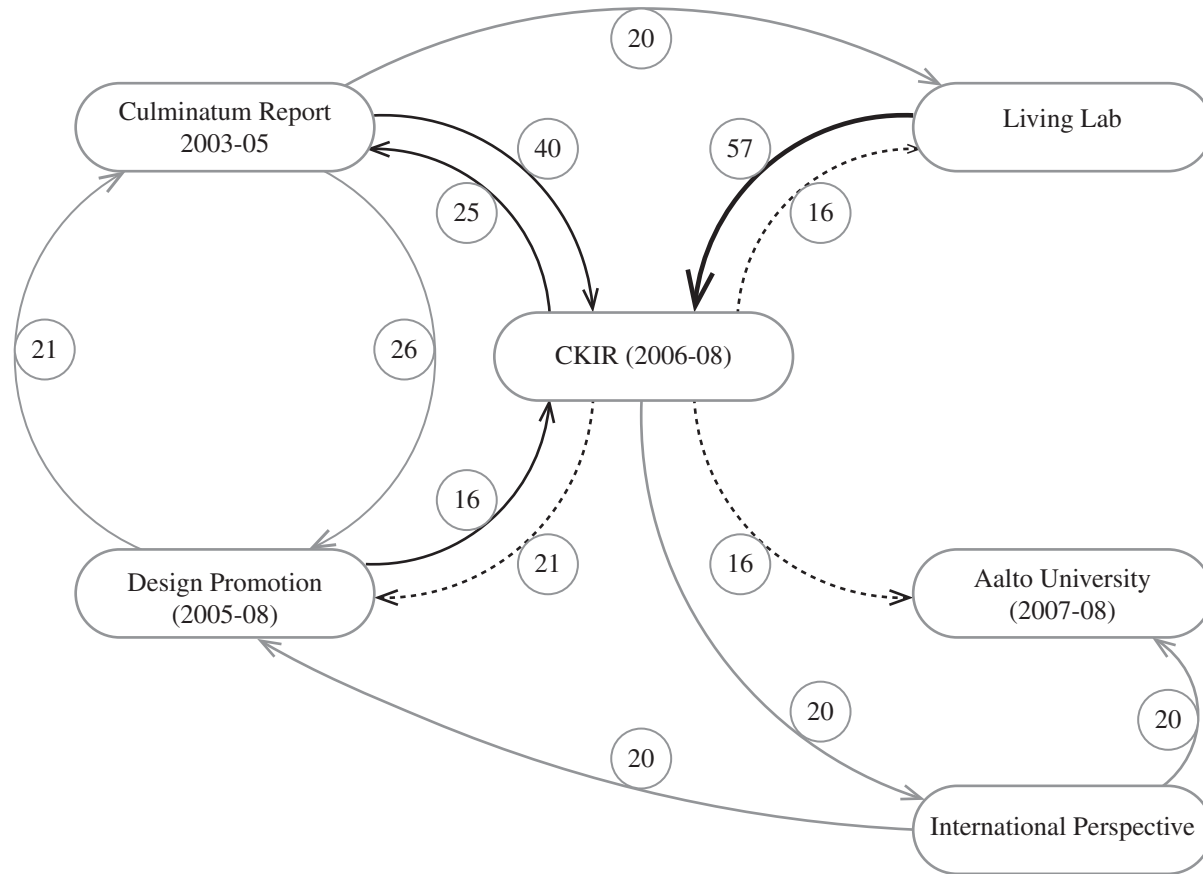 20
Culminatum Report
2003-05
Living Lab
40
57
25
16
21
26
CKIR (2006-08)
16
21
16
Design Promotion
(2005-08)
Aalto University
(2007-08)
20
20
20
International Perspective